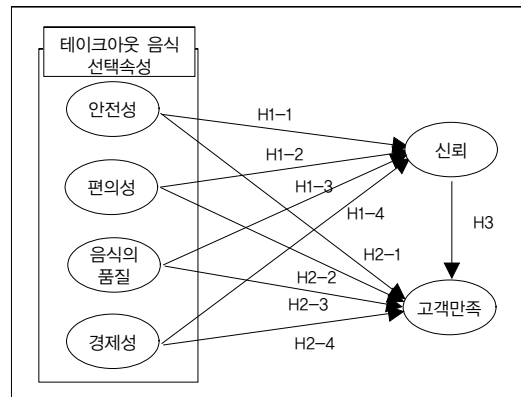 테이크아웃 음식
선택속성
안전성
편의성
음식의
품질
경제성
H1-1
H1-2
H1-3
H1-4
H2-1
H2-2
H2-3
H2-4
신뢰
H3
고객만족